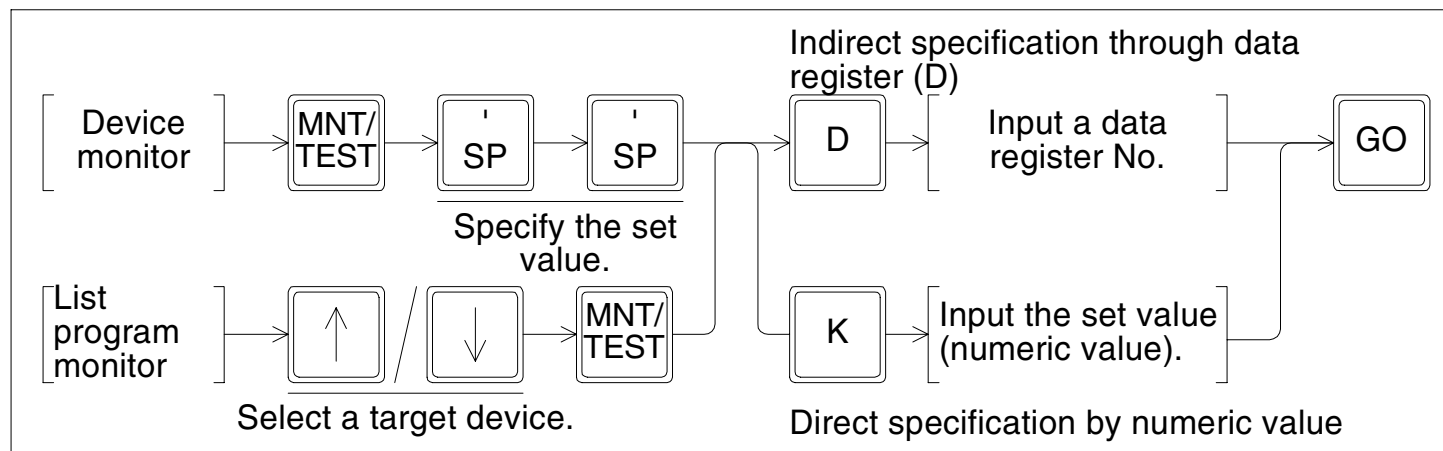 Indirect specification through data
register (D)
Device
monitor
MNT/
TEST
'
SP
'
SP
D
Input a data
register No.
GO
Specify the set
value.
List
program
monitor
↑
/
↓
MNT/
TEST
K
Input the set value
(numeric value).
Select a target device.
Direct specification by numeric value